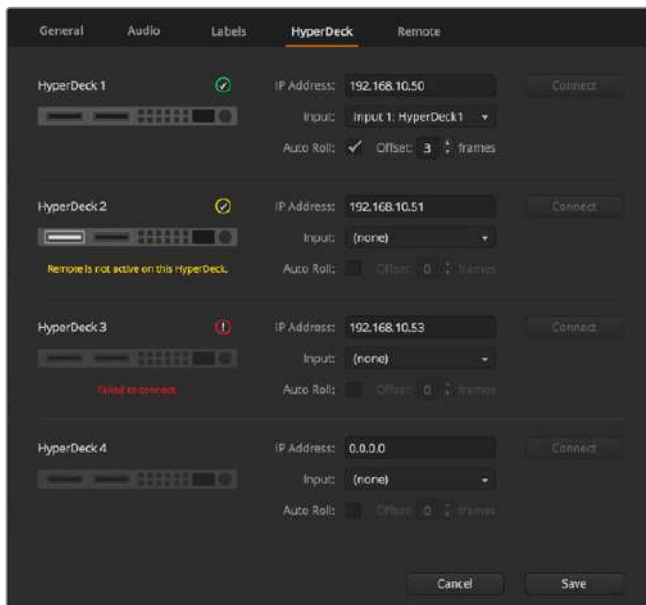 General Audio Labels HyperDeck Remote
HyperDeck 1 IP Address: 192.168.10.50 Connect
Input: Input 1: HyperDeck1
Auto Roll: Offset: 3 frames
HyperDeck 2 IP Address: 192.168.10.51 Connect
Input: (none)
Remote is not active on this HyperDeck.
Auto Roll: Offset: 0 frames
HyperDeck 3 IP Address: 192.168.10.53 Connect
Input: (none)
Failed to connect
Auto Roll: Offset: 0 frames
HyperDeck 4 IP Address: 0.0.0.0 Connect
Input: (none)
Auto Roll: Offset: 0 frames
Cancel Save